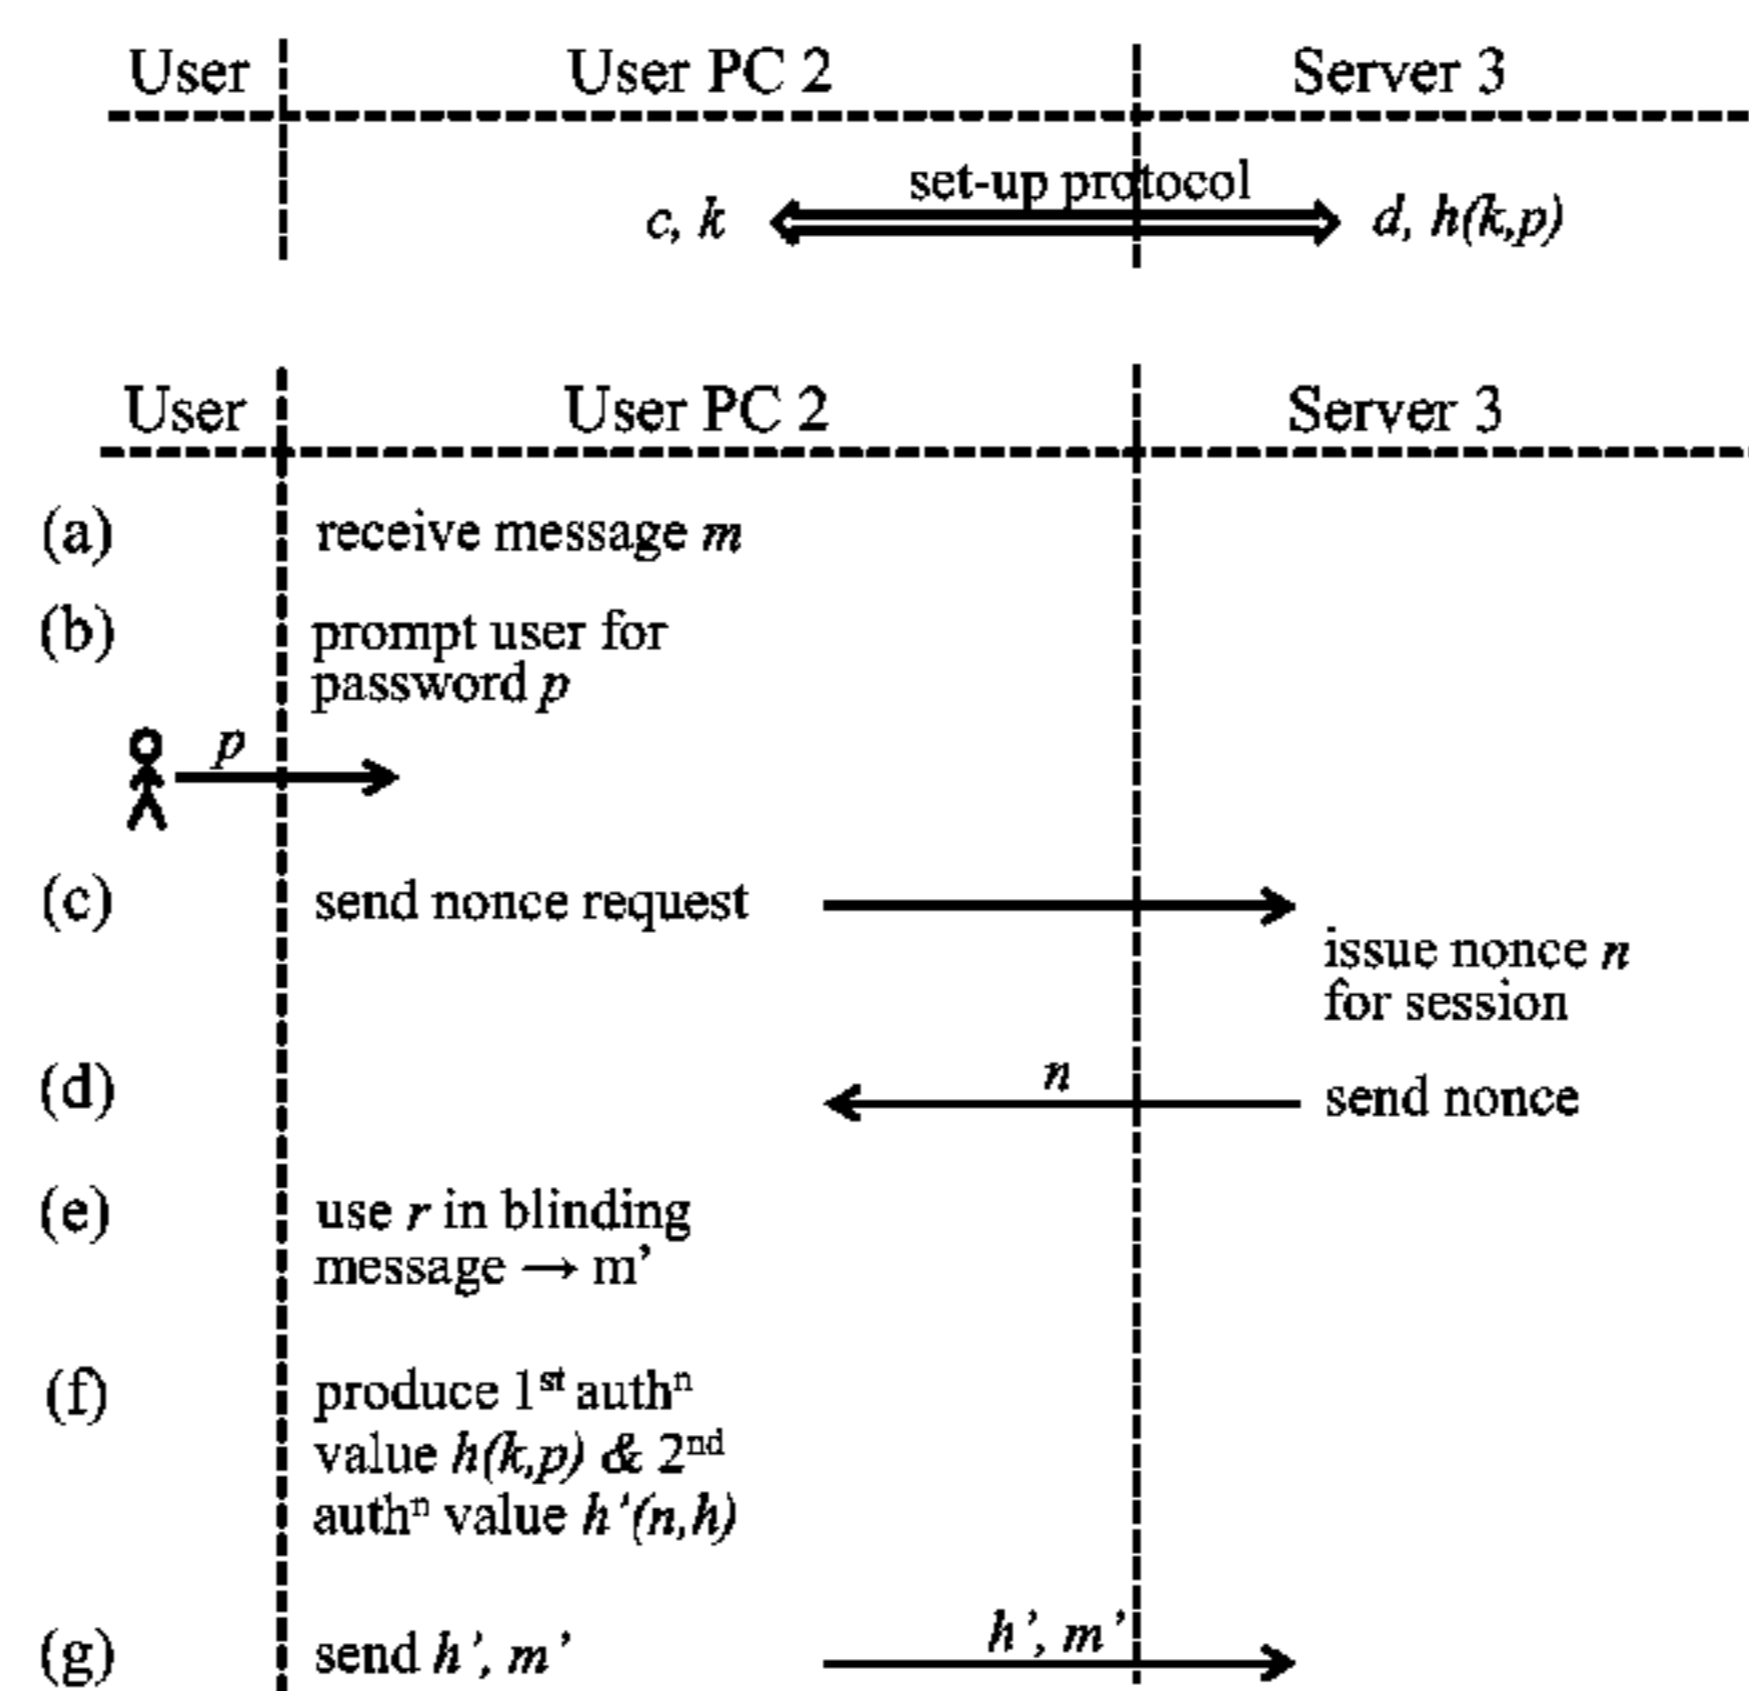 User User PC 2 Server 3
set-up protocol
c, k d, h(k,p)
User User PC 2 Server 3
(a) receive message m
(b) prompt user for
password p
p
(c) send nonce request
issue nonce n
for session
(d) n send nonce
(e) use r in blinding
message → m’
(f) produce 1st authn
value h(k,p) & 2nd
authn value h’(n,h)
(g) send h’, m’ h’, m’